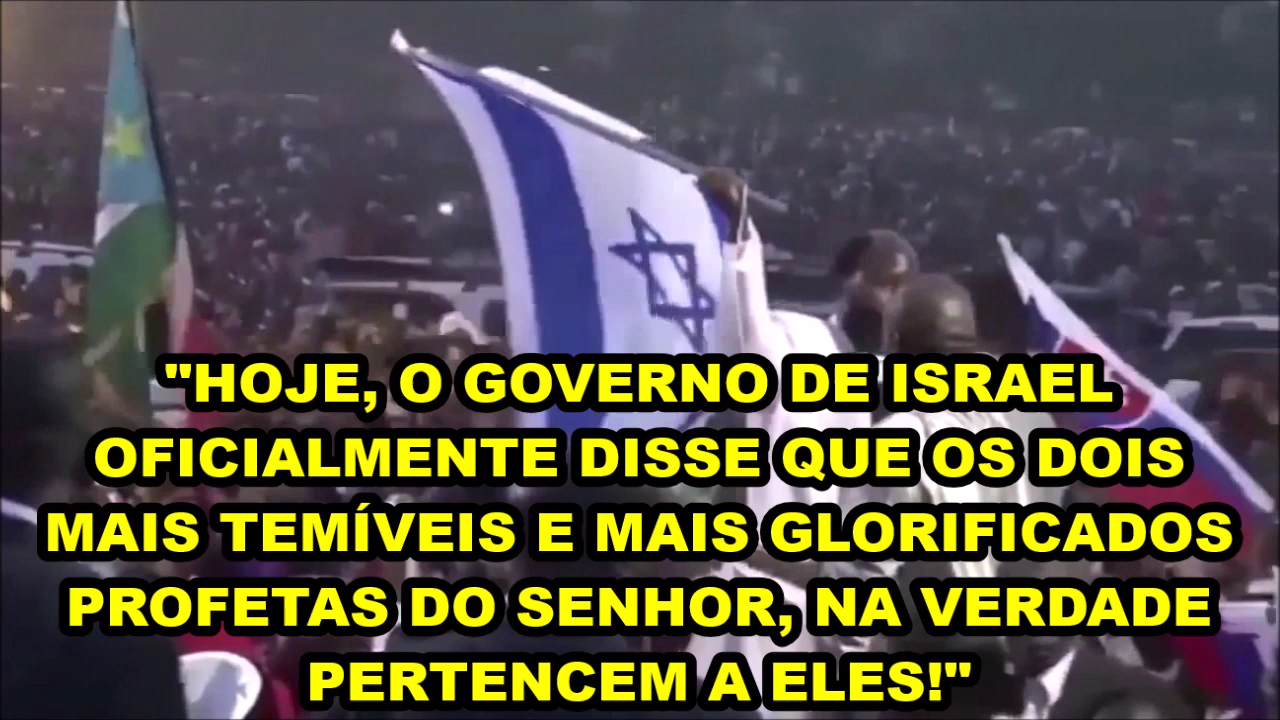 "HOJE, O GOVERNO DE ISRAEL
OFICIALMENTE DISSE QUE OS DOIS
MAIS TEMÍVEIS E MAIS GLORIFICADOS
PROFETAS DO SENHOR, NA VERDADE
PERTENCEM A ELES!"